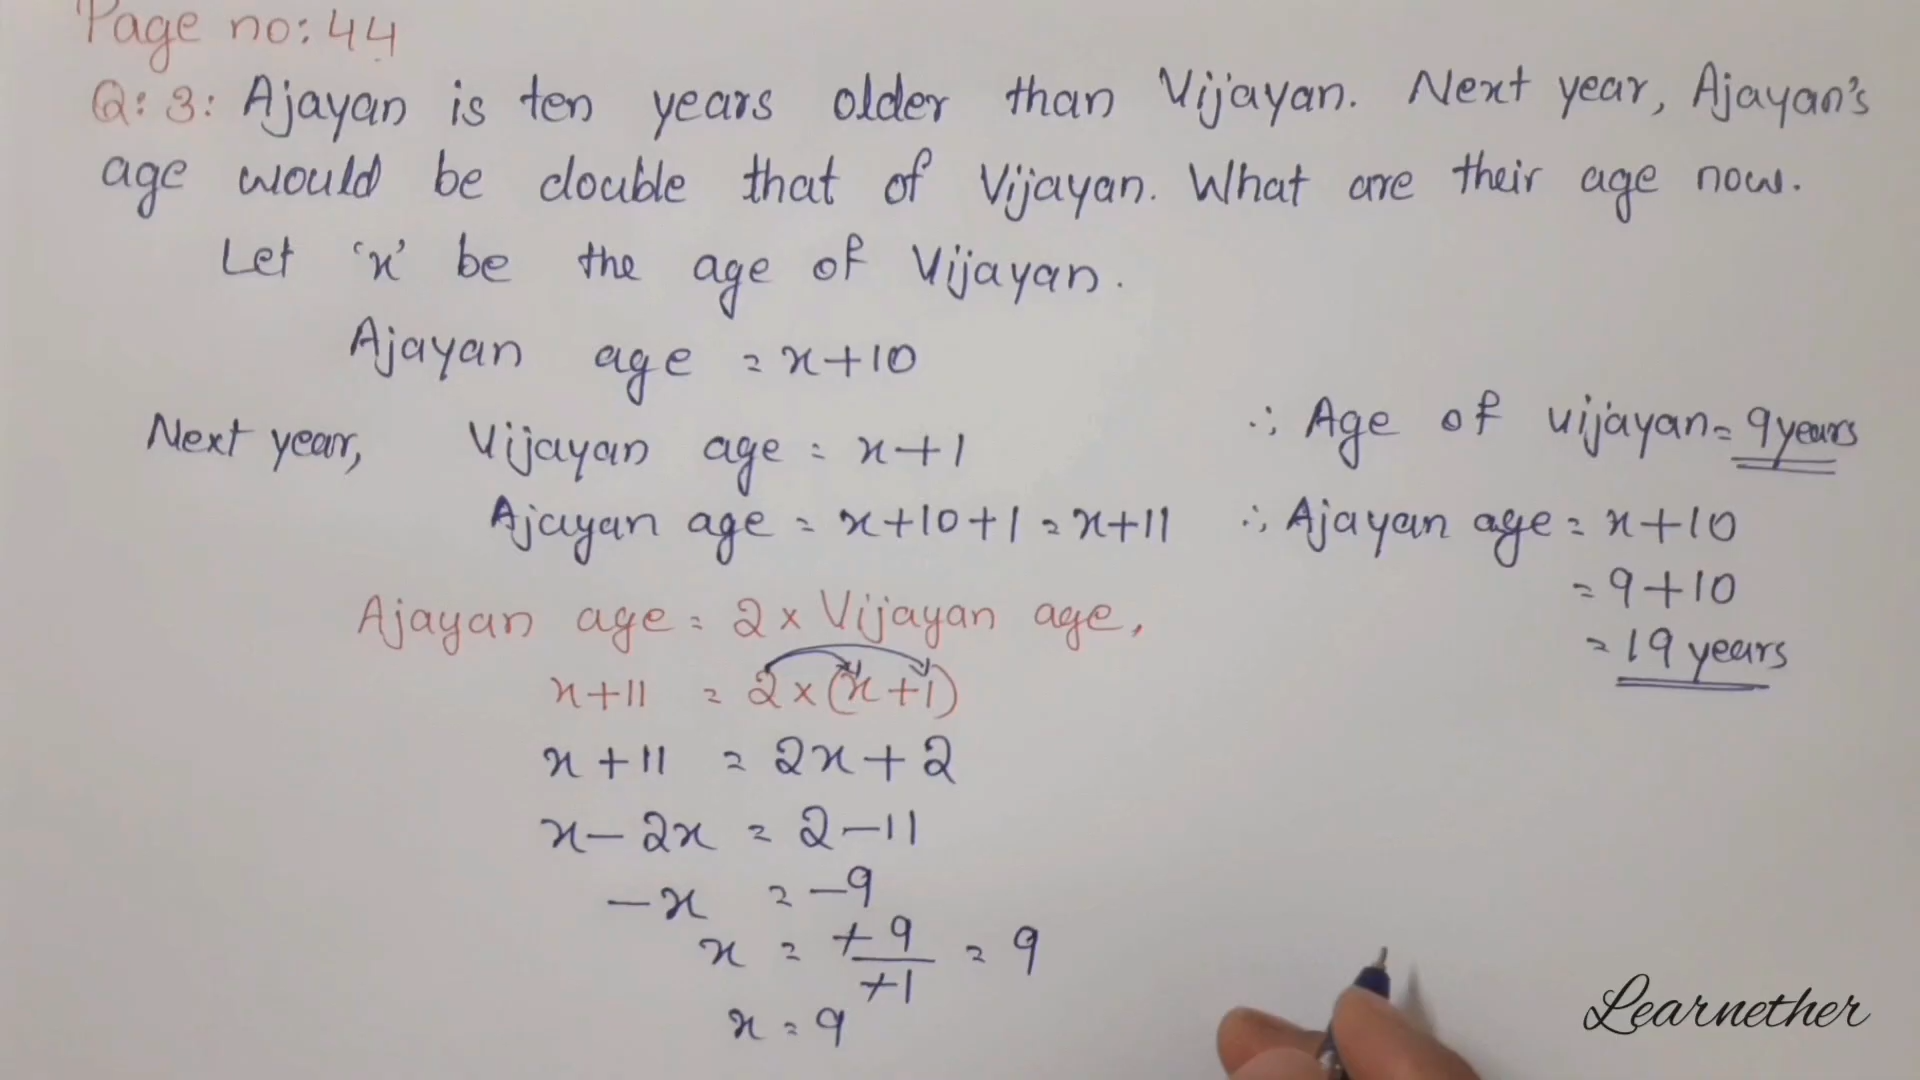 Page no: 44
Q: 3: Ajayan is ten years older than Vijayan. Next year, Ajayan's
age would be double that of Vijayan. What are their age now.
Let 'x' be the age of Vijayan.
Ajayan age = x+10
Next year, Vijayan age = x+1
Ajayan age = x+10+1 = x+11
Ajayan age = 2 × Vijayan age,
x+11 = 2×(x+1)
x+11 = 2x+2
x-2x = 2-11
-x = -9
x = +9/+1 = 9
x = 9
∴ Age of vijayan = 9years
∴ Ajayan age = x+10
= 9+10
= 19 years
Learnether